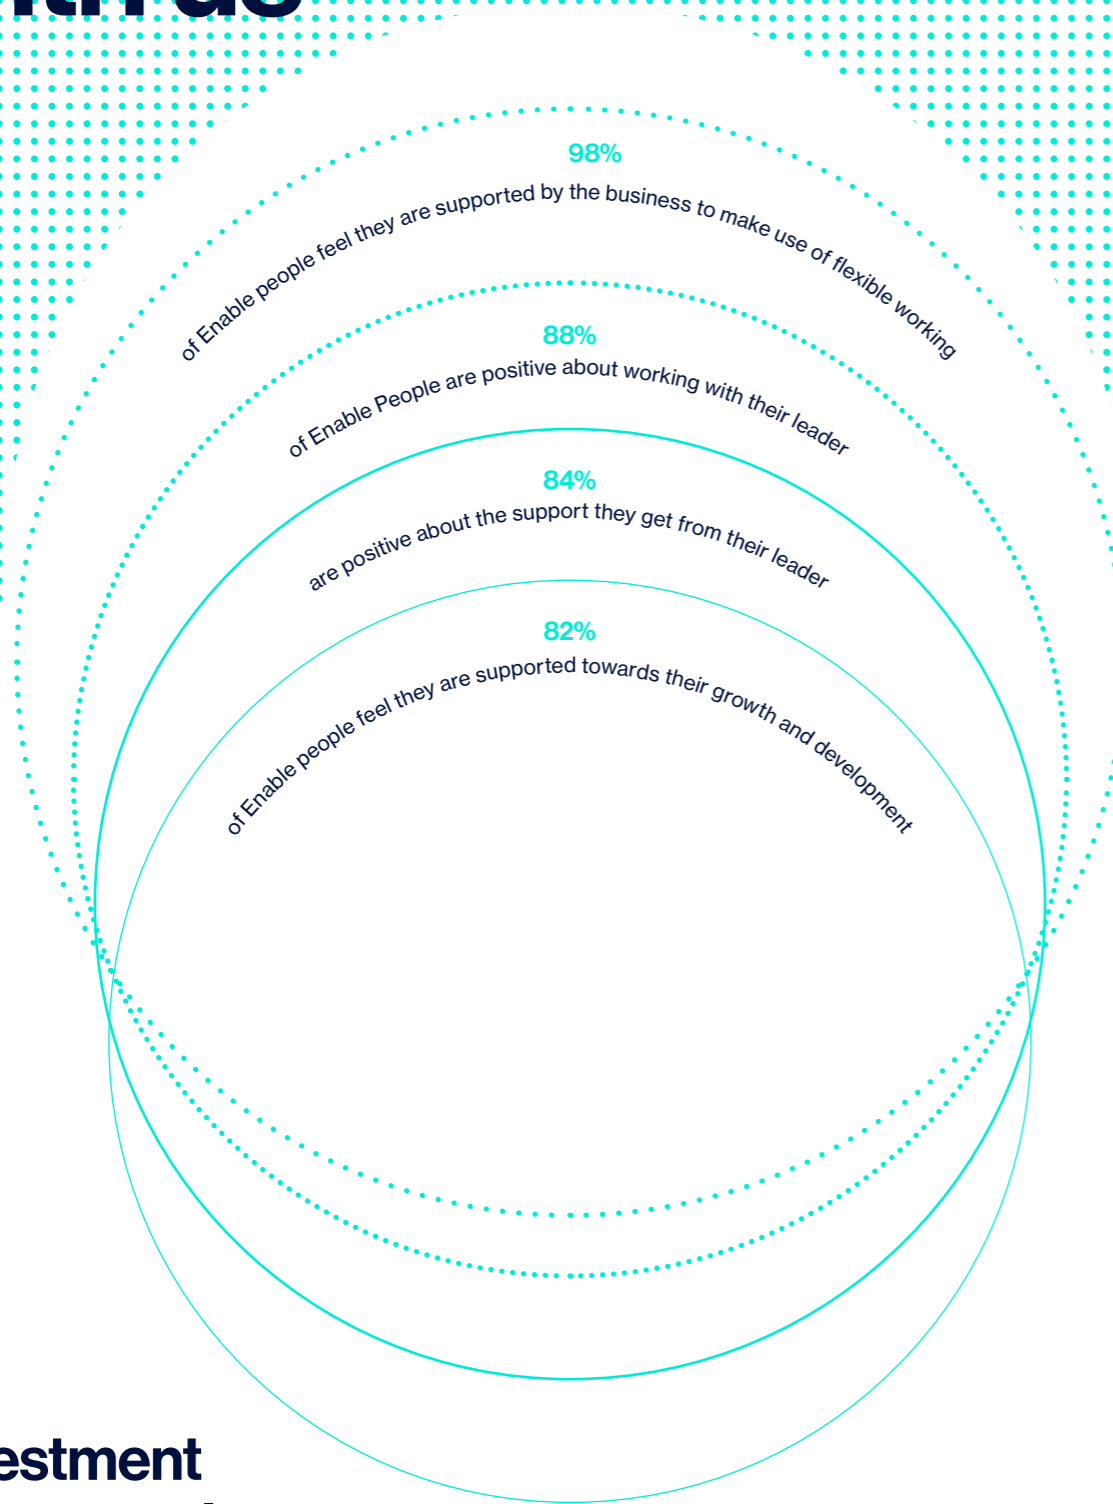 98%
of Enable people feel they are supported by the business to make use of flexible working
88%
of Enable People are positive about working with their leader
84%
are positive about the support they get from their leader
82%
of Enable people feel they are supported towards their growth and development
estment